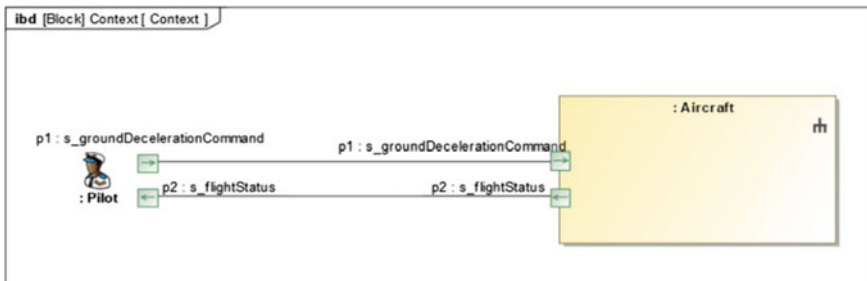 ibd [Block] Context [ Context ]
: Aircraft
p1 : s_groundDecelerationCommand
p1 : s_groundDecelerationCommand
p2 : s_flightStatus
p2 : s_flightStatus
: Pilot